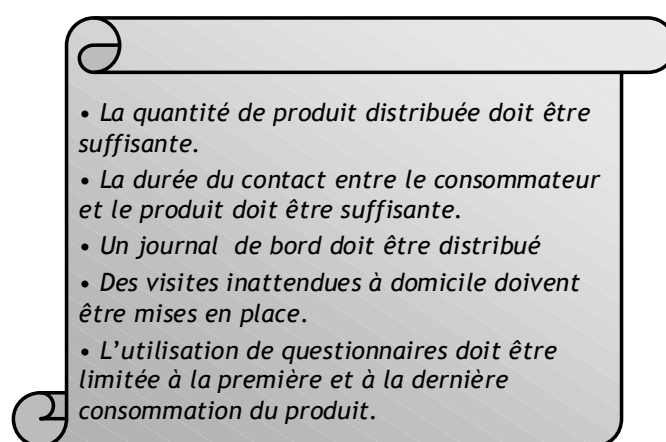 • La quantité de produit distribuée doit être
suffisante.
• La durée du contact entre le consommateur
et le produit doit être suffisante.
• Un journal  de bord doit être distribué
• Des visites inattendues à domicile doivent
être mises en place.
• L’utilisation de questionnaires doit être
limitée à la première et à la dernière
consommation du produit.